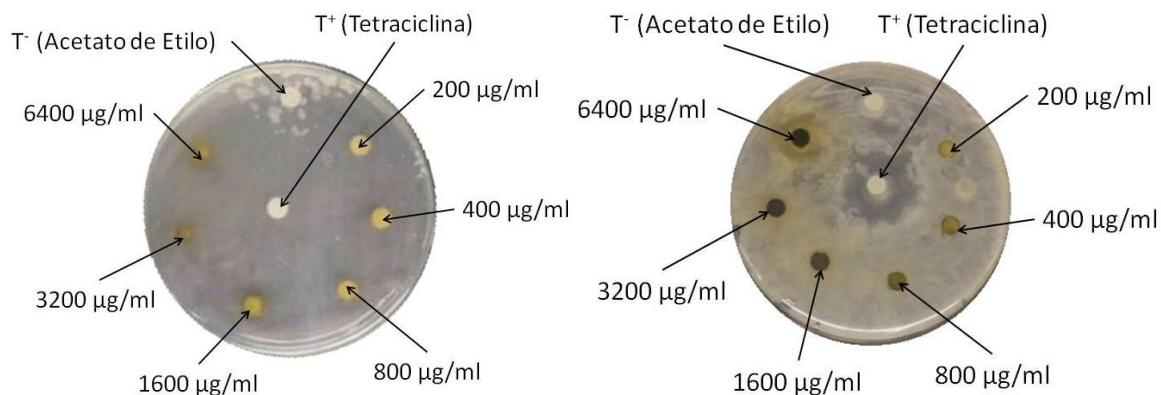 T⁻ (Acetato de Etilo)
T⁺ (Tetraciclina)
6400 µg/ml
200 µg/ml
400 µg/ml
3200 µg/ml
1600 µg/ml
800 µg/ml
T⁻ (Acetato de Etilo)
T⁺ (Tetraciclina)
6400 µg/ml
200 µg/ml
400 µg/ml
3200 µg/ml
1600 µg/ml
800 µg/ml